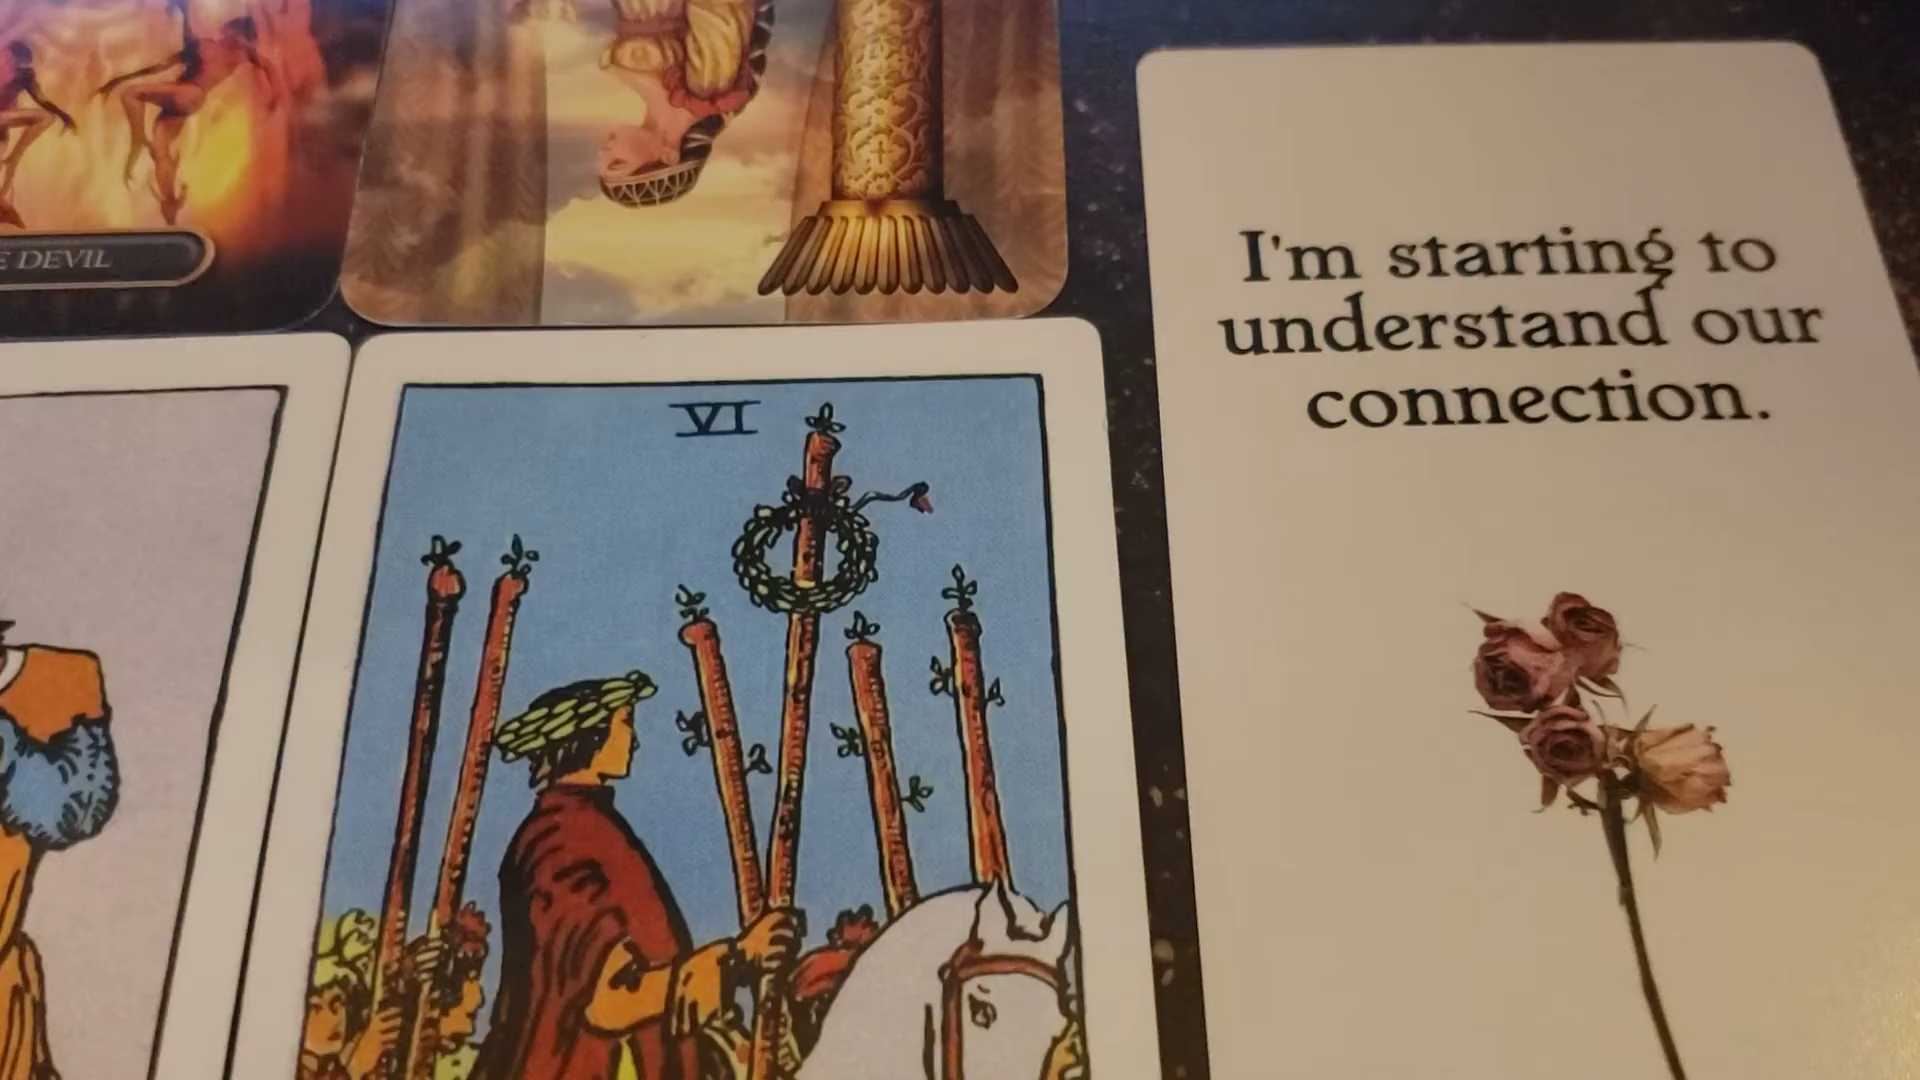 E DEVIL
VI
I'm starting to
understand our
connection.